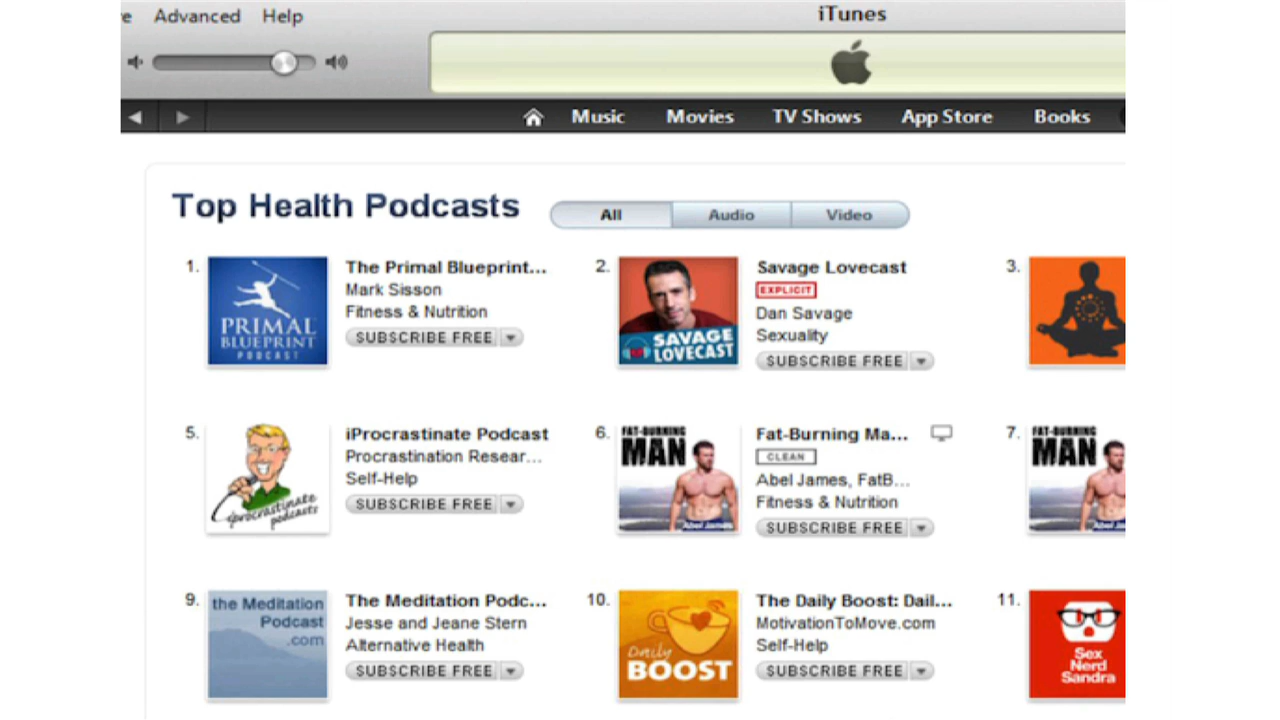 Advanced Help
iTunes
Music Movies TV Shows App Store Books
Top Health Podcasts
All Audio Video
1.
PRIMAL
BLUEPRINT
PODCAST
The Primal Blueprint...
Mark Sisson
Fitness & Nutrition
SUBSCRIBE FREE
2.
SAVAGE
LOVECAST
Savage Lovecast
EXPLICIT
Dan Savage
Sexuality
SUBSCRIBE FREE
3.
5.
iprocrastinate
podcasts
iProcrastinate Podcast
Procrastination Resear...
Self-Help
SUBSCRIBE FREE
6.
FAT-BURNING
MAN
Abel James
Fat-Burning Ma...
CLEAN
Abel James, FatB...
Fitness & Nutrition
SUBSCRIBE FREE
7.
FAT-BURNING
MAN
Abel Ja
9.
the Meditation
Podcast
.com
The Meditation Podc...
Jesse and Jeane Stern
Alternative Health
SUBSCRIBE FREE
10.
Daily
BOOST
The Daily Boost: Dail...
MotivationToMove.com
Self-Help
SUBSCRIBE FREE
11.
Sex
Nerd
Sandra